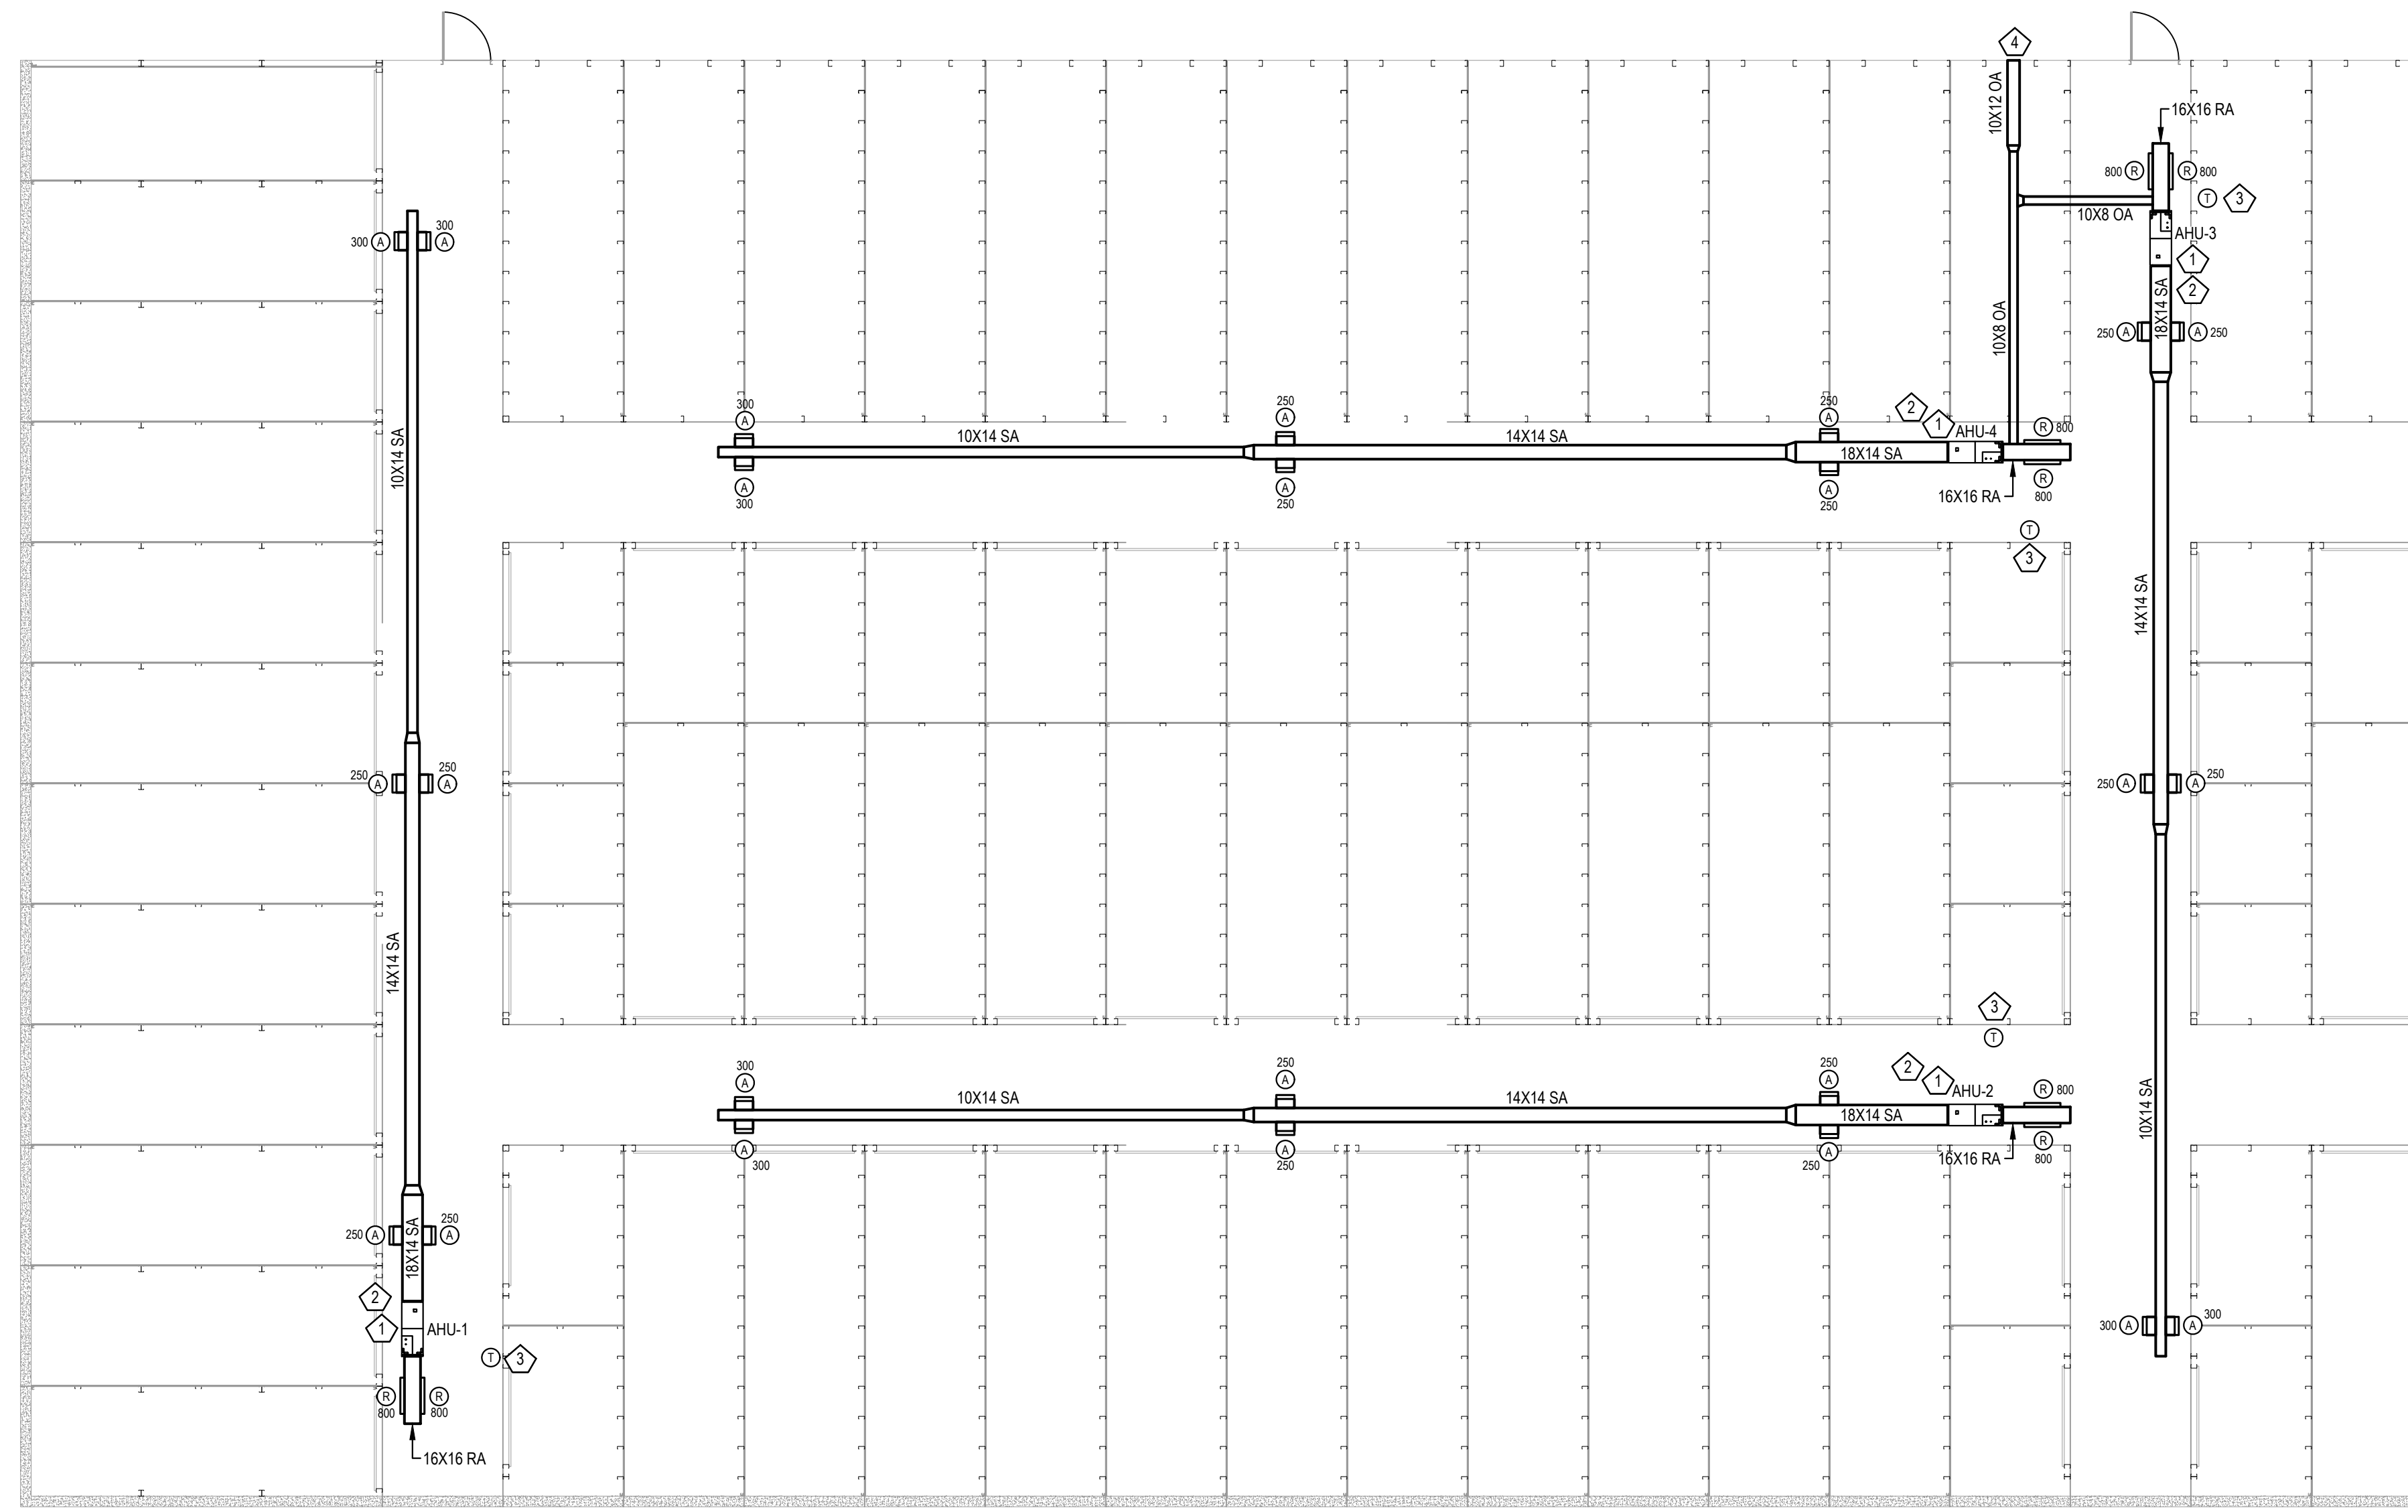 4
10X12 OA
16X16 RA
800 R
R 800
T 3
10X8 OA
AHU-3
1
2
18X14 SA
250 A
A 250
10X8 OA
300
300 A
A
10X14 SA
300
A
10X14 SA
A
300
250
A
14X14 SA
A
250
250
A
18X14 SA
A
250
2
1
AHU-4
R 800
16X16 RA
R
800
T
3
14X14 SA
250
250 A
A
250
250 A
A
14X14 SA
3
T
300
A
10X14 SA
A
300
250
A
14X14 SA
A
250
250
A
18X14 SA
A
250
2
1
AHU-2
R 800
16X16 RA
R
800
10X14 SA
300
300 A
A
250
250 A
A
18X14 SA
2
1
AHU-1
T 3
R
800
R
800
16X16 RA